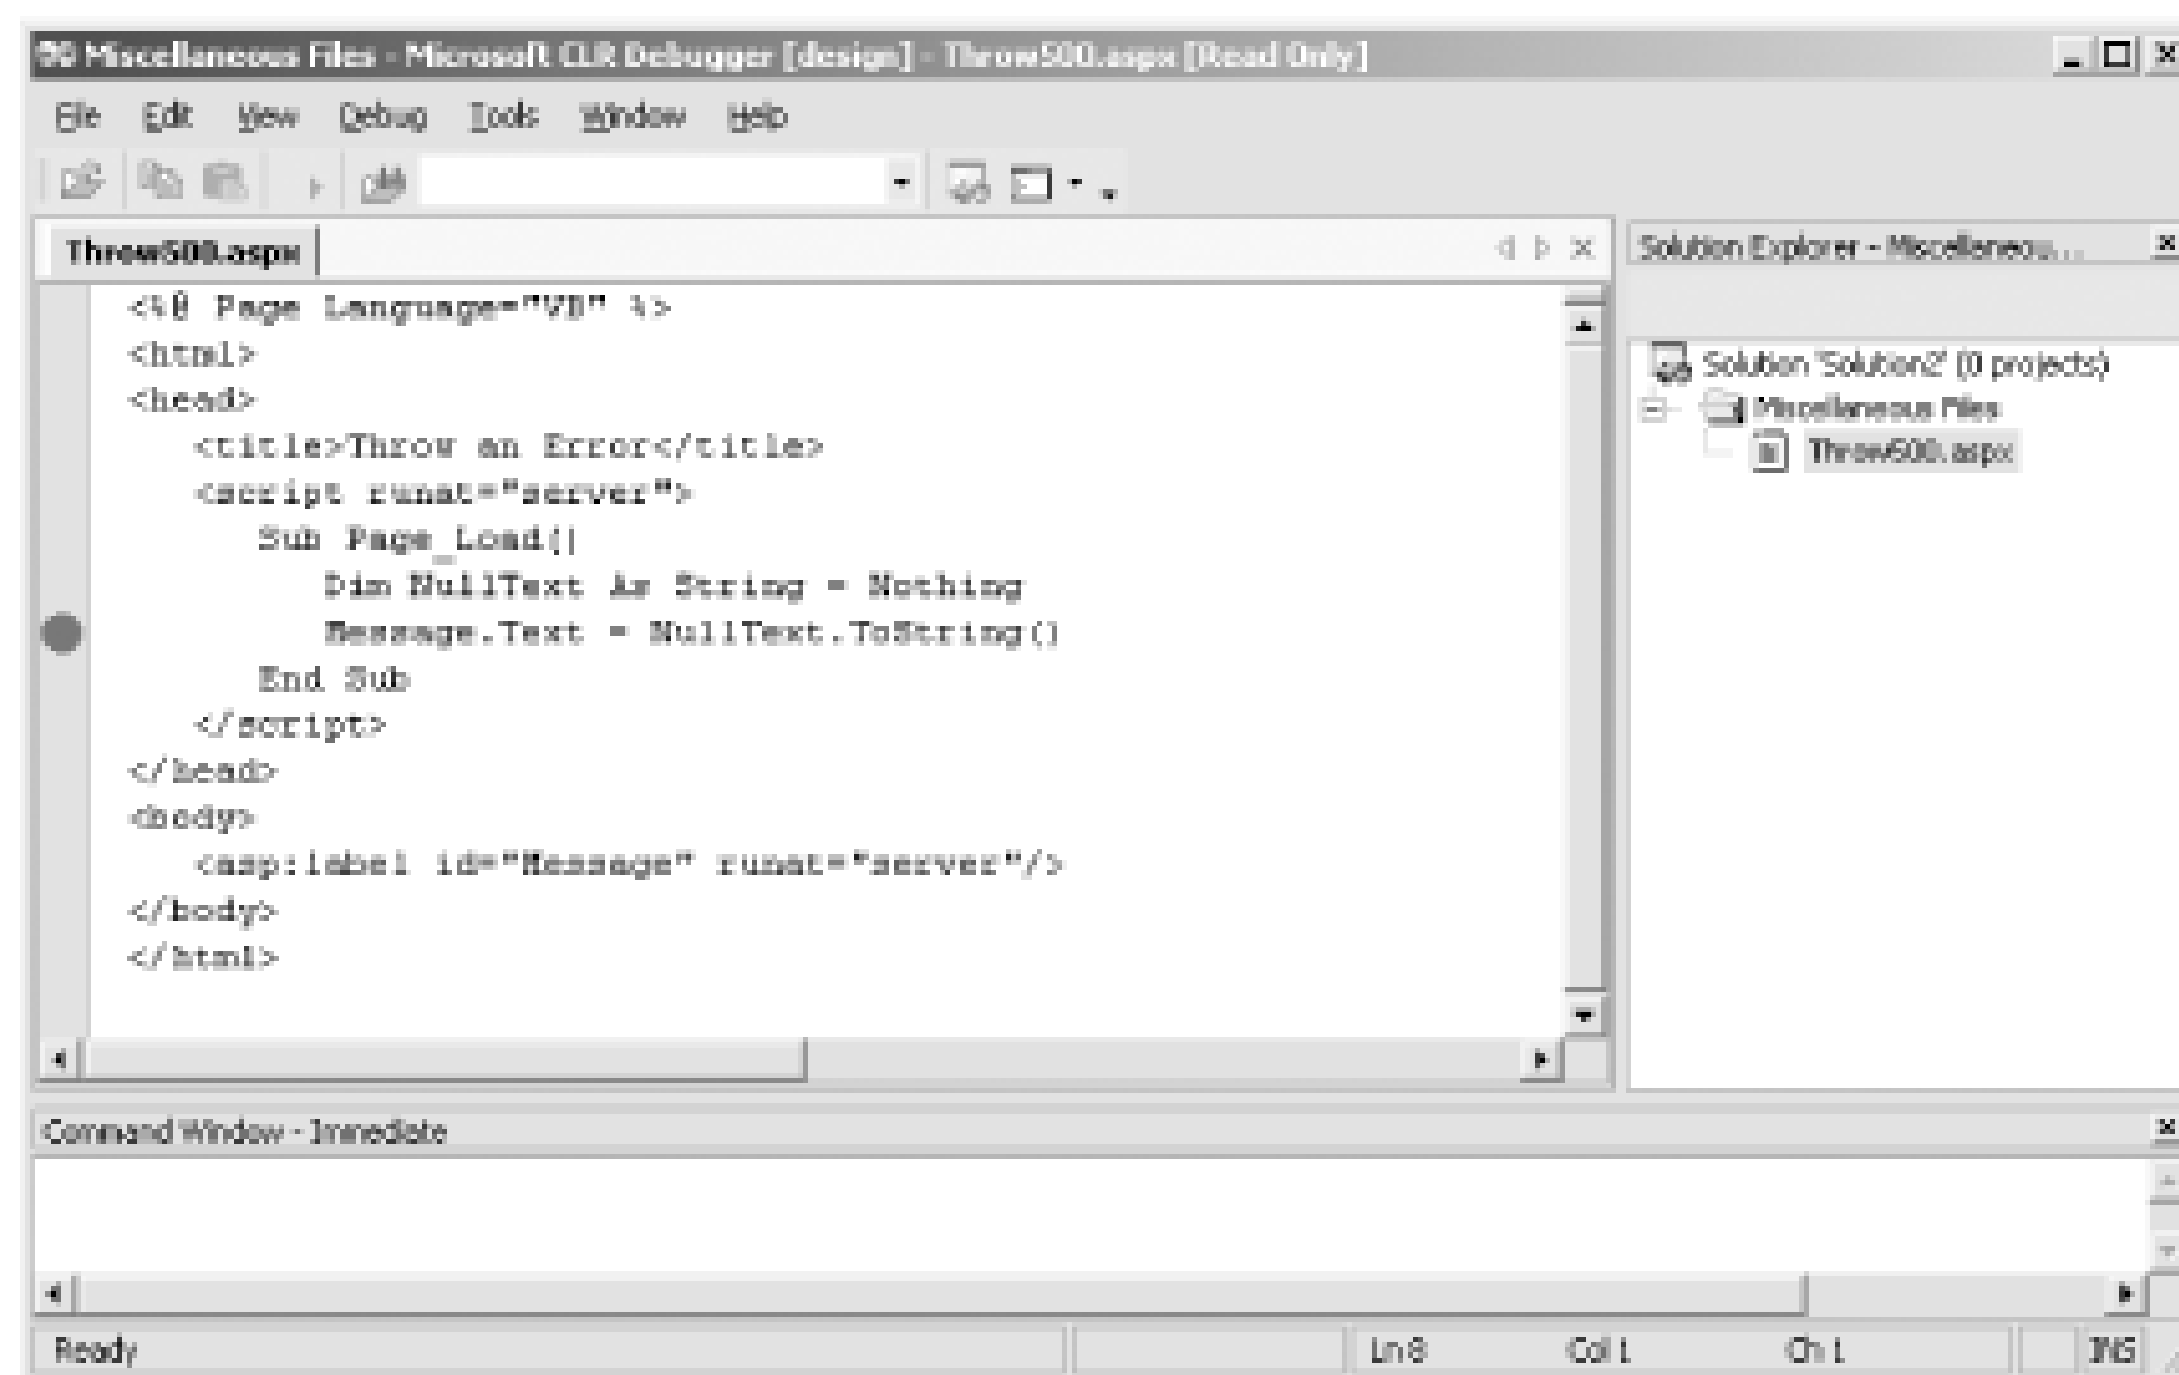 Miscellaneous Files - Microsoft CLR Debugger [design] - Throw500.aspx [Read Only]
File Edit View Debug Tools Window Help
Throw500.aspx
<%@ Page Language="VB" %>
<html>
<head>
<title>Throw an Error</title>
<script runat="server">
Sub Page_Load()
Dim NullText As String = Nothing
Message.Text = NullText.ToString()
End Sub
</script>
</head>
<body>
<asp:label id="Message" runat="server"/>
</body>
</html>
Solution Explorer - Miscellaneou...
Solution 'Solution2' (0 projects)
Miscellaneous Files
Throw500.aspx
Command Window - Immediate
Ready Ln 8 Col 1 Ch 1 INS